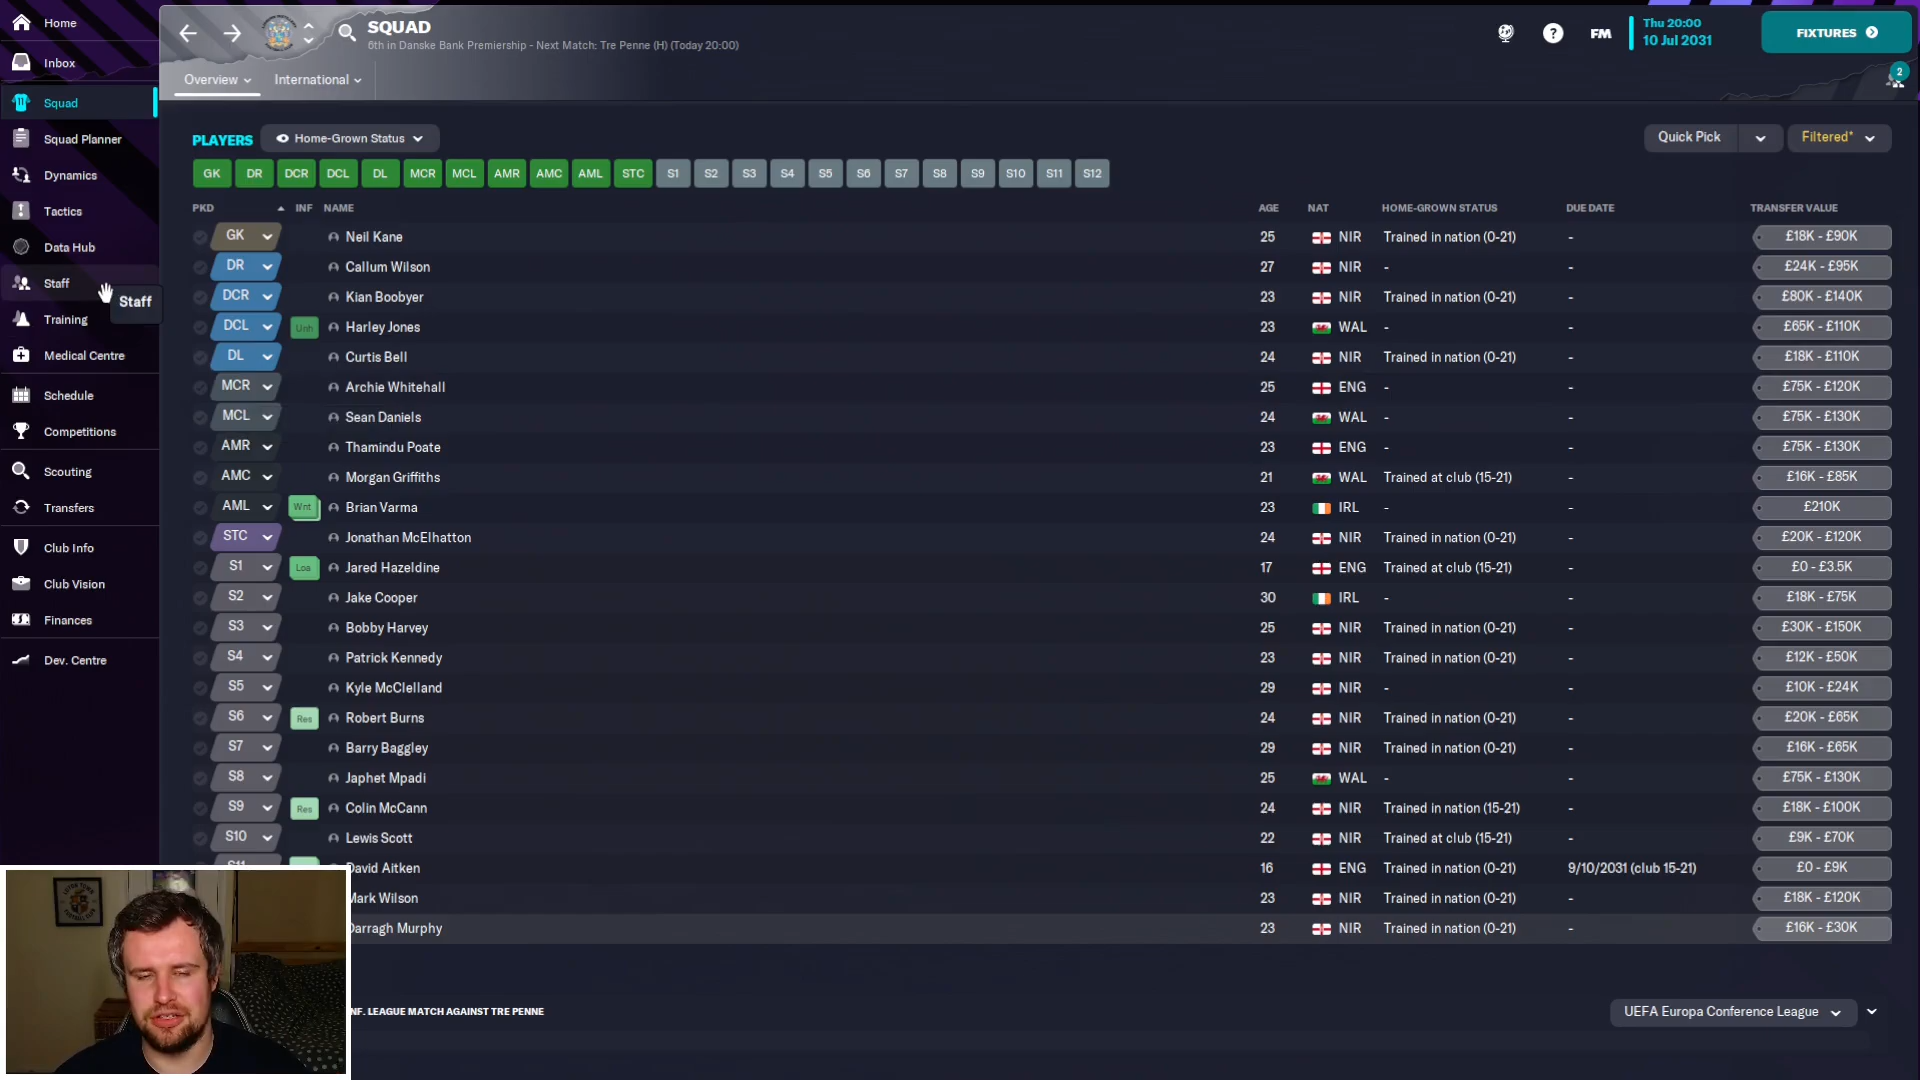 Home
Inbox
Squad
Squad Planner
Dynamics
Tactics
Data Hub
Staff
Staff
Training
Medical Centre
Schedule
Competitions
Scouting
Transfers
Club Info
Club Vision
Finances
Dev. Centre
SQUAD
6th in Danske Bank Premiership - Next Match: Tre Penne (H) (Today 20:00)
? FM Thu 20:00
10 Jul 2031
FIXTURES
2
Overview International
PLAYERS Home-Grown Status Quick Pick Filtered*
GK DR DCR DCL DL MCR MCL AMR AMC AML STC S1 S2 S3 S4 S5 S6 S7 S8 S9 S10 S11 S12
PKD INF NAME AGE NAT HOME-GROWN STATUS DUE DATE TRANSFER VALUE
GK Neil Kane 25 NIR Trained in nation (0-21) - £18K - £90K
DR Callum Wilson 27 NIR - - £24K - £95K
DCR Kian Boobyer 23 NIR Trained in nation (0-21) - £80K - £140K
DCL Unh Harley Jones 23 WAL - - £65K - £110K
DL Curtis Bell 24 NIR Trained in nation (0-21) - £18K - £110K
MCR Archie Whitehall 25 ENG - - £75K - £120K
MCL Sean Daniels 24 WAL - - £75K - £130K
AMR Thamindu Poate 23 ENG - - £75K - £130K
AMC Morgan Griffiths 21 WAL Trained at club (15-21) - £16K - £85K
AML Wnt Brian Varma 23 IRL - - £210K
STC Jonathan McElhatton 24 NIR Trained in nation (0-21) - £20K - £120K
S1 Loa Jared Hazeldine 17 ENG Trained at club (15-21) - £0 - £3.5K
S2 Jake Cooper 30 IRL - - £18K - £75K
S3 Bobby Harvey 25 NIR Trained in nation (0-21) - £30K - £150K
S4 Patrick Kennedy 23 NIR Trained in nation (0-21) - £12K - £50K
S5 Kyle McClelland 29 NIR - - £10K - £24K
S6 Res Robert Burns 24 NIR Trained in nation (0-21) - £20K - £65K
S7 Barry Baggley 29 NIR Trained in nation (0-21) - £16K - £65K
S8 Japhet Mpadi 25 WAL - - £75K - £130K
S9 Res Colin McCann 24 NIR Trained in nation (15-21) - £18K - £100K
S10 Lewis Scott 22 NIR Trained at club (15-21) - £9K - £70K
S11 David Aitken 16 ENG Trained in nation (0-21) 9/10/2031 (club 15-21) £0 - £9K
Mark Wilson 23 NIR Trained in nation (0-21) - £18K - £120K
Darragh Murphy 23 NIR Trained in nation (0-21) - £16K - £30K
NF. LEAGUE MATCH AGAINST TRE PENNE UEFA Europa Conference League